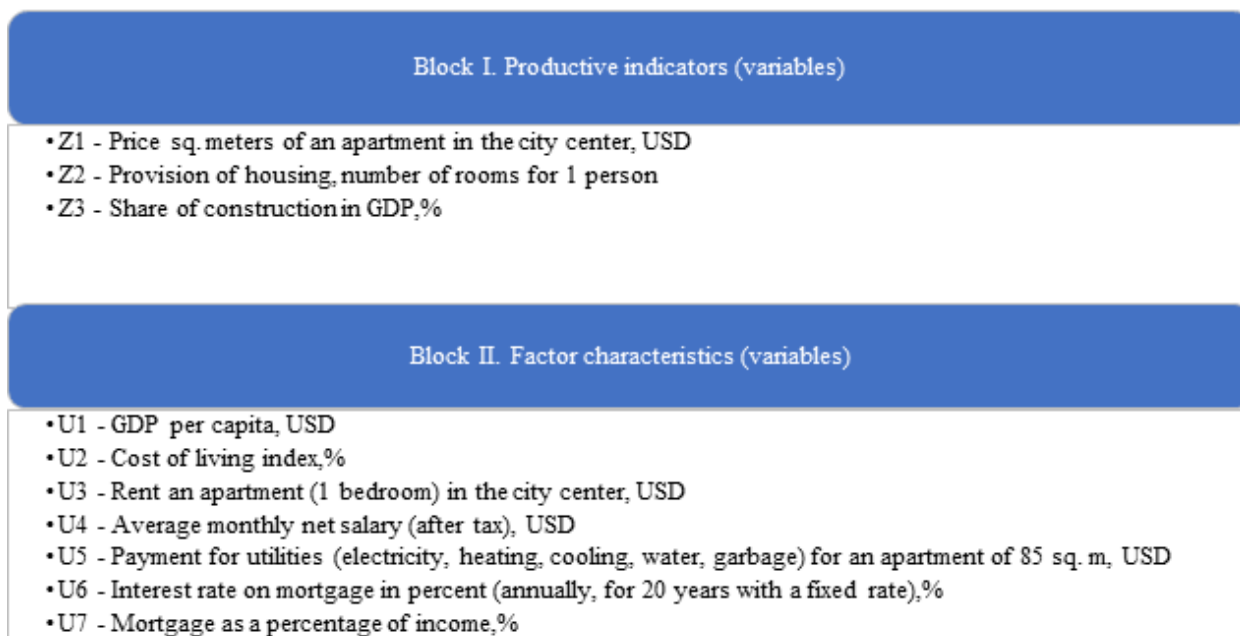 Block I. Productive indicators (variables)
• Z1 - Price sq. meters of an apartment in the city center, USD
• Z2 - Provision of housing, number of rooms for 1 person
• Z3 - Share of construction in GDP,%
Block II. Factor characteristics (variables)
• U1 - GDP per capita, USD
• U2 - Cost of living index,%
• U3 - Rent an apartment (1 bedroom) in the city center, USD
• U4 - Average monthly net salary (after tax), USD
• U5 - Payment for utilities (electricity, heating, cooling, water, garbage) for an apartment of 85 sq. m, USD
• U6 - Interest rate on mortgage in percent (annually, for 20 years with a fixed rate),%
• U7 - Mortgage as a percentage of income,%